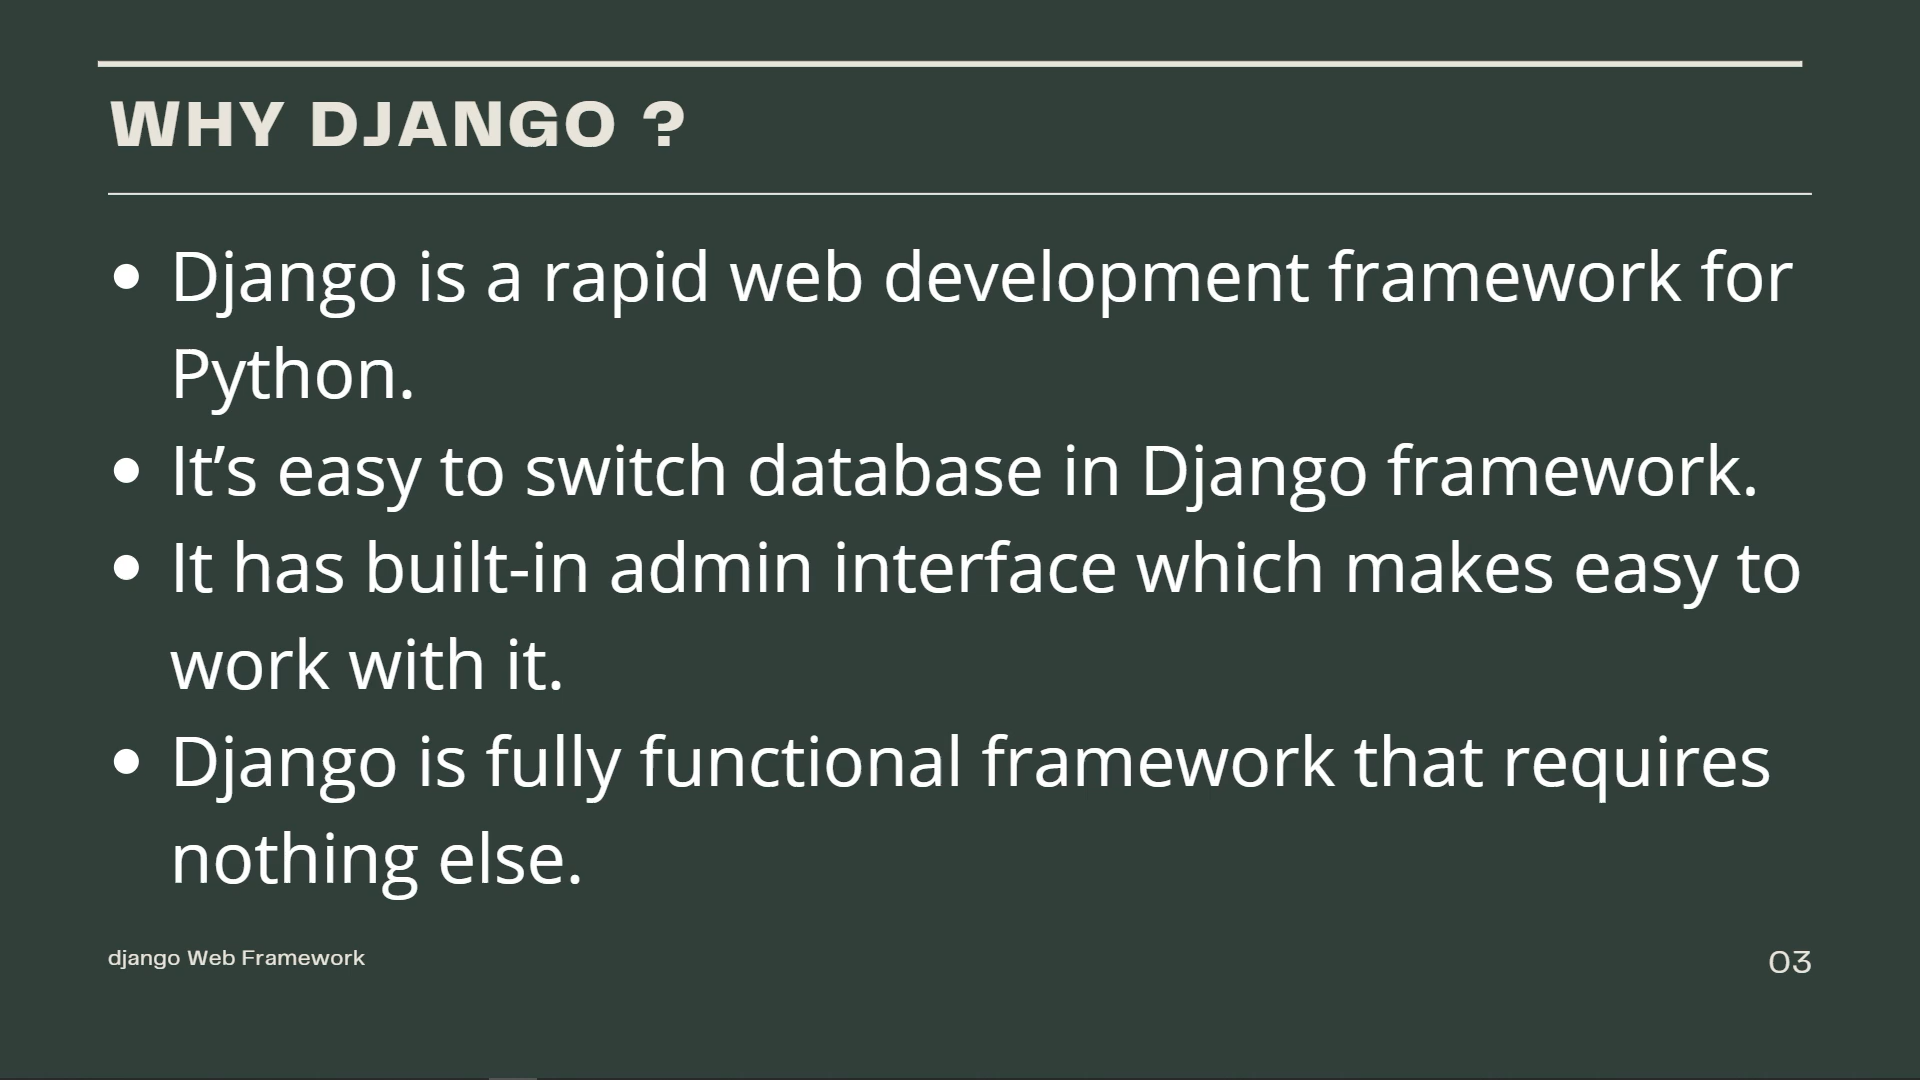 WHY DJANGO ?
• Django is a rapid web development framework for
Python.
• It’s easy to switch database in Django framework.
• It has built-in admin interface which makes easy to
work with it.
• Django is fully functional framework that requires
nothing else.
django Web Framework
03